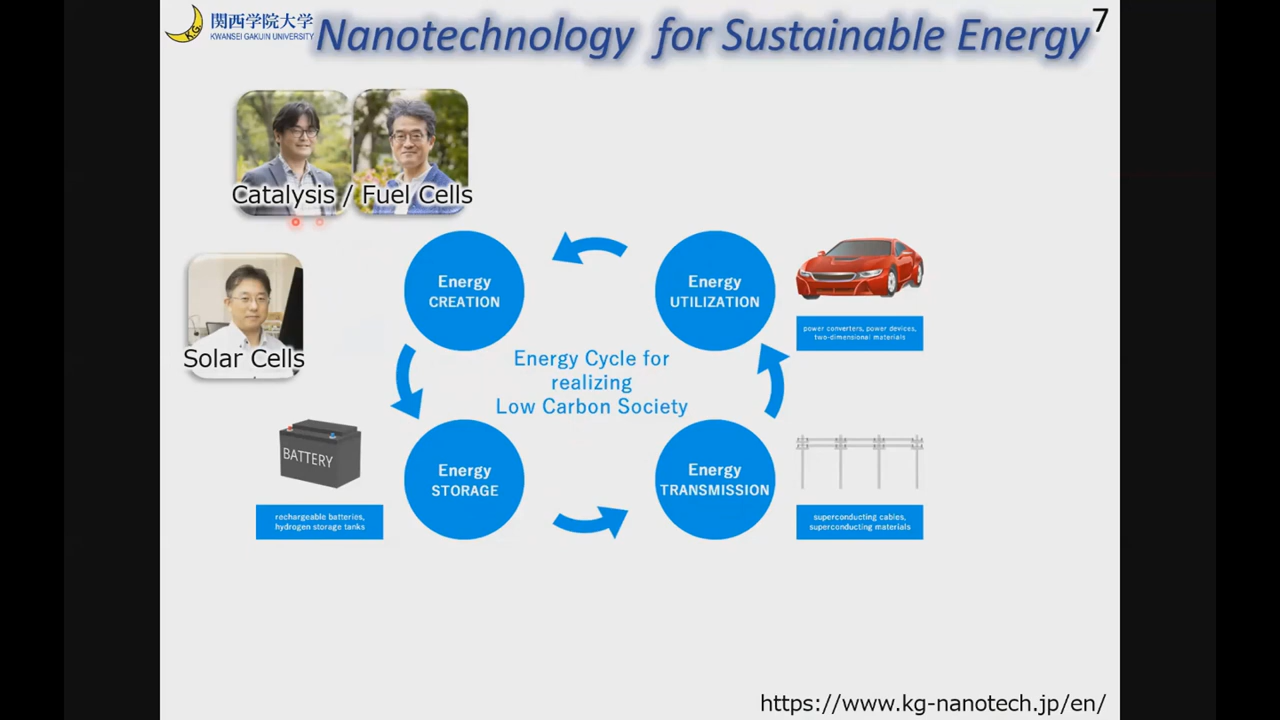 関西学院大学
KWANSEI GAKUIN UNIVERSITY
Nanotechnology for Sustainable Energy
7
Catalysis / Fuel Cells
Solar Cells
Energy
CREATION
Energy
UTILIZATION
power converters, power devices,
two-dimensional materials
Energy Cycle for
realizing
Low Carbon Society
BATTERY
rechargeable batteries,
hydrogen storage tanks
Energy
STORAGE
Energy
TRANSMISSION
superconducting cables,
superconducting materials
https://www.kg-nanotech.jp/en/